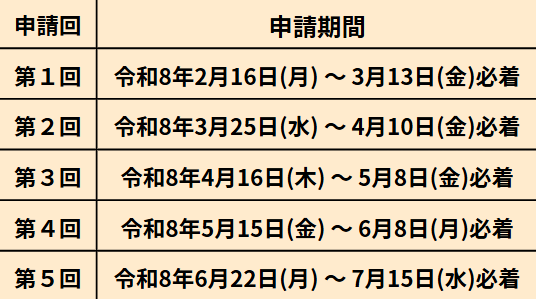 申請回 申請期間
第１回 令和8年2月16日(月) ～ 3月13日(金)必着
第２回 令和8年3月25日(水) ～ 4月10日(金)必着
第３回 令和8年4月16日(木) ～ 5月8日(金)必着
第４回 令和8年5月15日(金) ～ 6月8日(月)必着
第５回 令和8年6月22日(月) ～ 7月15日(水)必着